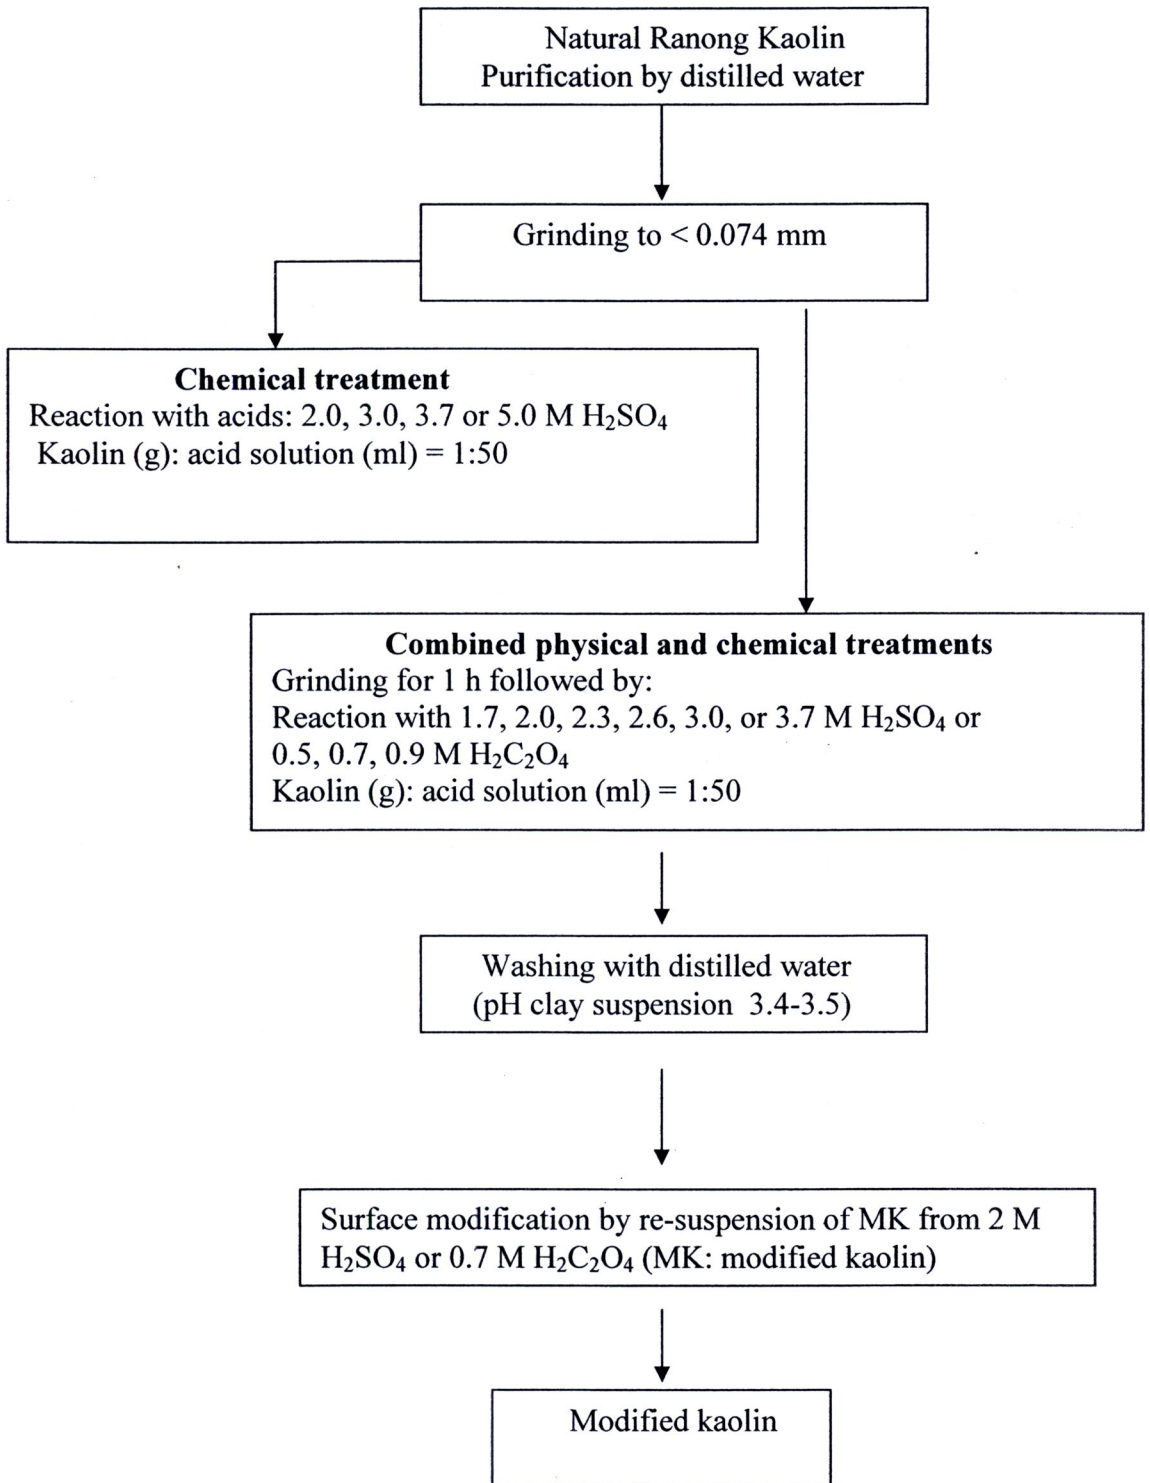 Natural Ranong Kaolin
Purification by distilled water
Grinding to < 0.074 mm
Chemical treatment
Reaction with acids: 2.0, 3.0, 3.7 or 5.0 M H₂SO₄
Kaolin (g): acid solution (ml) = 1:50
Combined physical and chemical treatments
Grinding for 1 h followed by:
Reaction with 1.7, 2.0, 2.3, 2.6, 3.0, or 3.7 M H₂SO₄ or
0.5, 0.7, 0.9 M H₂C₂O₄
Kaolin (g): acid solution (ml) = 1:50
Washing with distilled water
(pH clay suspension 3.4-3.5)
Surface modification by re-suspension of MK from 2 M
H₂SO₄ or 0.7 M H₂C₂O₄ (MK: modified kaolin)
Modified kaolin